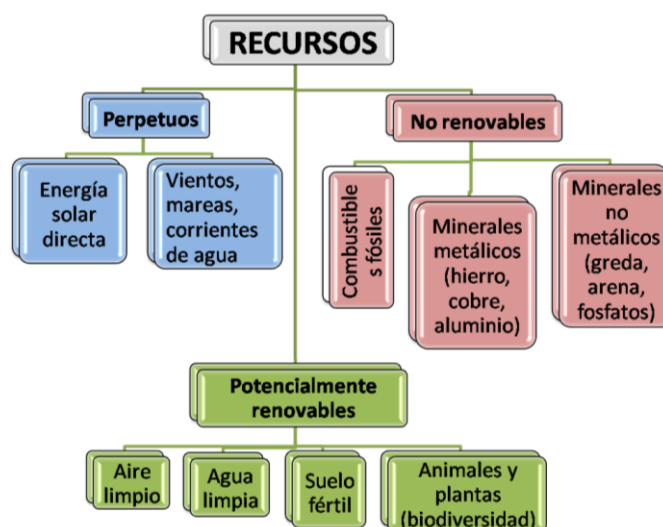 RECURSOS
Perpetuos
Energía
solar
directa
Vientos,
mareas,
corrientes
de agua
No renovables
Combustible
s fósiles
Minerales
metálicos
(hierro,
cobre,
aluminio)
Minerales
no
metálicos
(greda,
arena,
fosfatos)
Potencialmente
renovables
Aire
limpio
Agua
limpia
Suelo
fértil
Animales y
plantas
(biodiversidad)